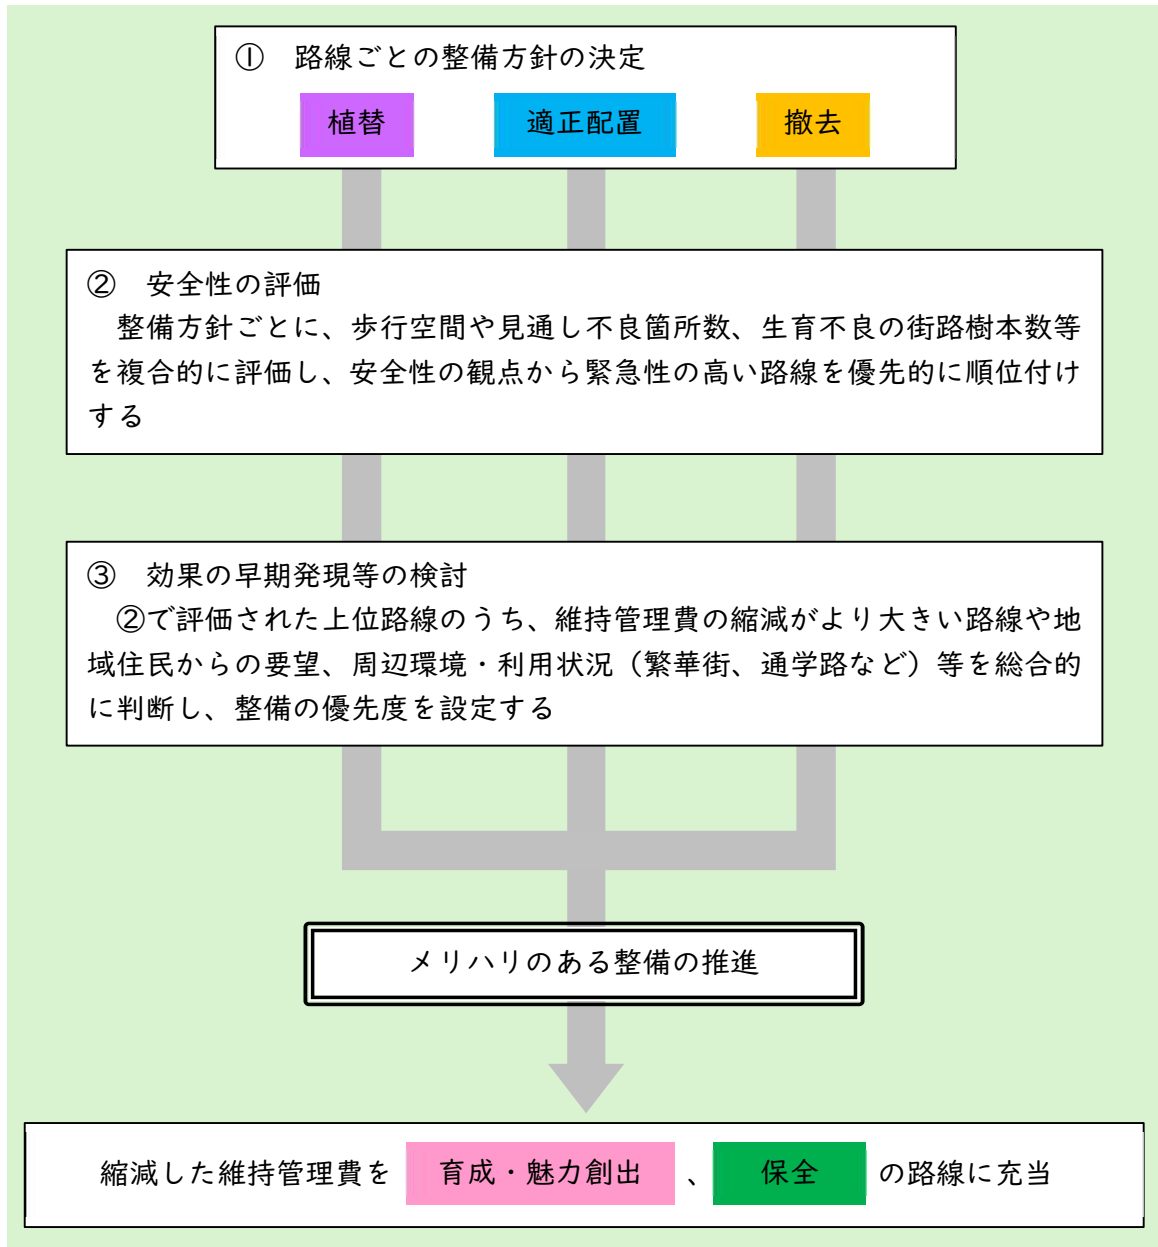 ① 路線ごとの整備方針の決定
植替 適正配置 撤去
② 安全性の評価
整備方針ごとに、歩行空間や見通し不良箇所数、生育不良の街路樹本数等
を複合的に評価し、安全性の観点から緊急性の高い路線を優先的に順位付け
する
③ 効果の早期発現等の検討
②で評価された上位路線のうち、維持管理費の縮減がより大きい路線や地
域住民からの要望、周辺環境・利用状況（繁華街、通学路など）等を総合的
に判断し、整備の優先度を設定する
メリハリのある整備の推進
縮減した維持管理費を 育成・魅力創出 、 保全 の路線に充当